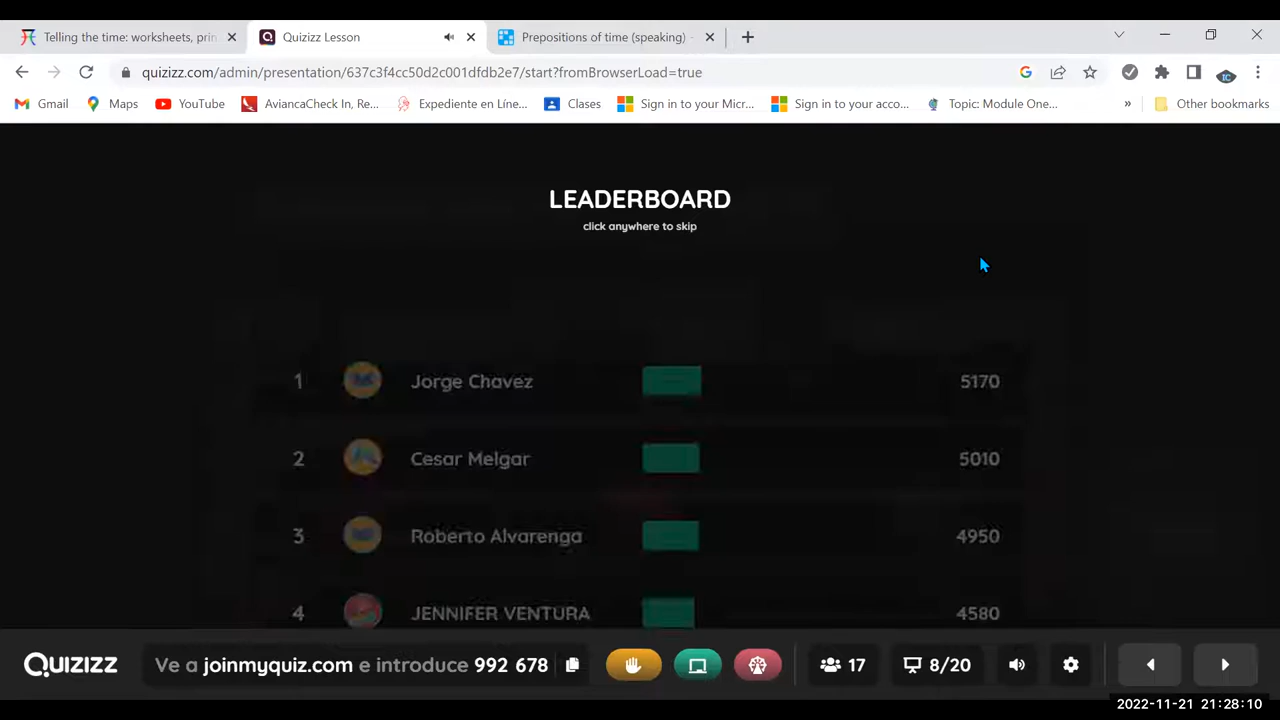 Telling the time: worksheets, prin
Quizizz Lesson
Prepositions of time (speaking) -
quizizz.com/admin/presentation/637c3f4cc50d2c001dfdb2e7/start?fromBrowserLoad=true
Gmail
Maps
YouTube
AviancaCheck In, Re...
Expediente en Líne...
Clases
Sign in to your Micr...
Sign in to your acco...
Topic: Module One...
»
Other bookmarks
LEADERBOARD
click anywhere to skip
1 Jorge Chavez 5170
2 Cesar Melgar 5010
3 Roberto Alvarenga 4950
4 JENNIFER VENTURA 4580
QUIZIZZ
Ve a joinmyquiz.com e introduce 992 678
17
8/20
2022-11-21 21:28:10